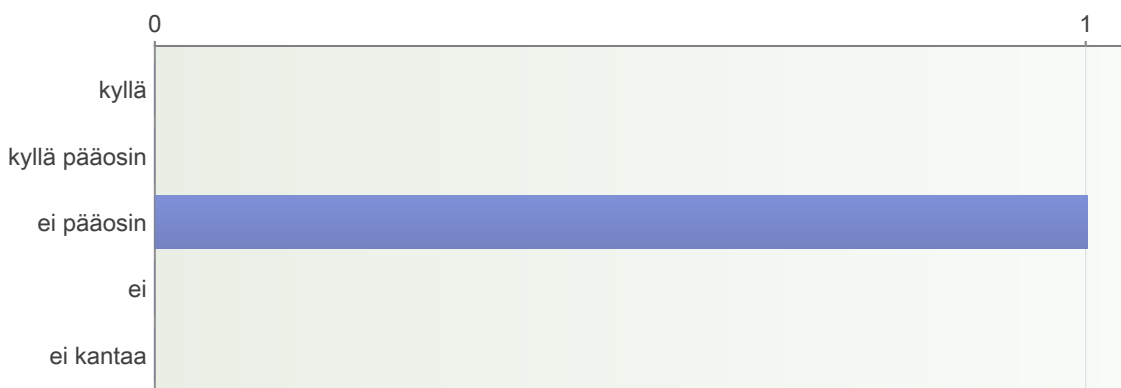 0 1
kyllä
kyllä pääosin
ei pääosin
ei
ei kantaa